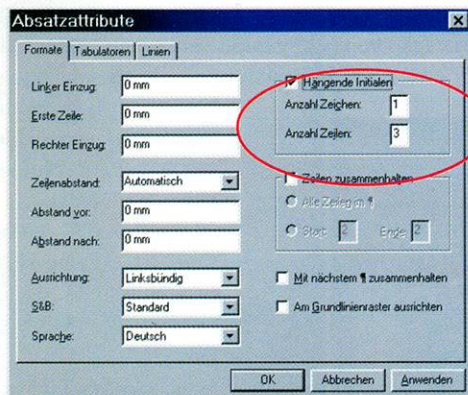 Absatzattribute
Formate Tabulatoren Linien
Linker Einzug: 0 mm
Erste Zeile: 0 mm
Rechter Einzug: 0 mm
Zeilenabstand: Automatisch
Abstand vor: 0 mm
Abstand nach: 0 mm
Ausrichtung: Linksbündig
S&B: Standard
Sprache: Deutsch
Hängende Initialen
Anzahl Zeichen: 1
Anzahl Zeilen: 3
Zeilen zusammenhalten
Alle Zeilen im ¶
Start: 2 Ende: 2
Mit nächstem ¶ zusammenhalten
Am Grundlinienraster ausrichten
OK Abbrechen Anwenden